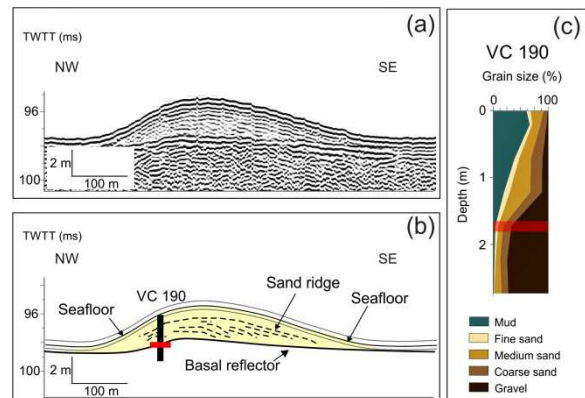 (a)
TWTT (ms)
NW
SE
96
2 m
100
100 m
(b)
TWTT (ms)
NW
SE
VC 190
Sand ridge
Seafloor
Seafloor
96
Basal reflector
2 m
100
100 m
(c)
VC 190
Grain size (%)
0 100
0
1
2
Depth (m)
Mud
Fine sand
Medium sand
Coarse sand
Gravel